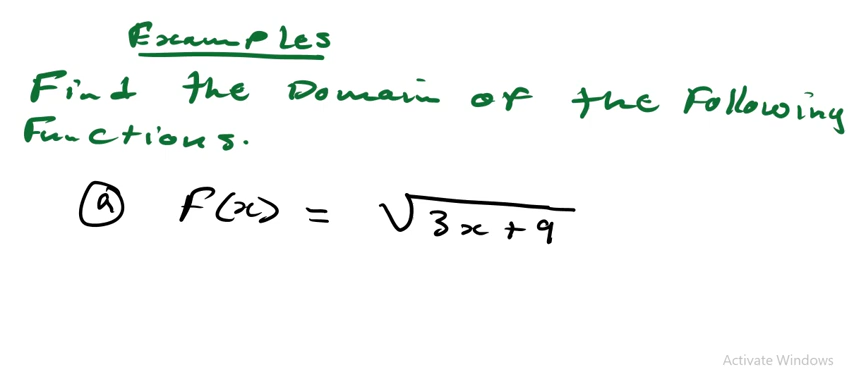 Examples
Find the Domain of the Following
Functions.
(a) F(x) = √(3x + 9)
Activate Windows